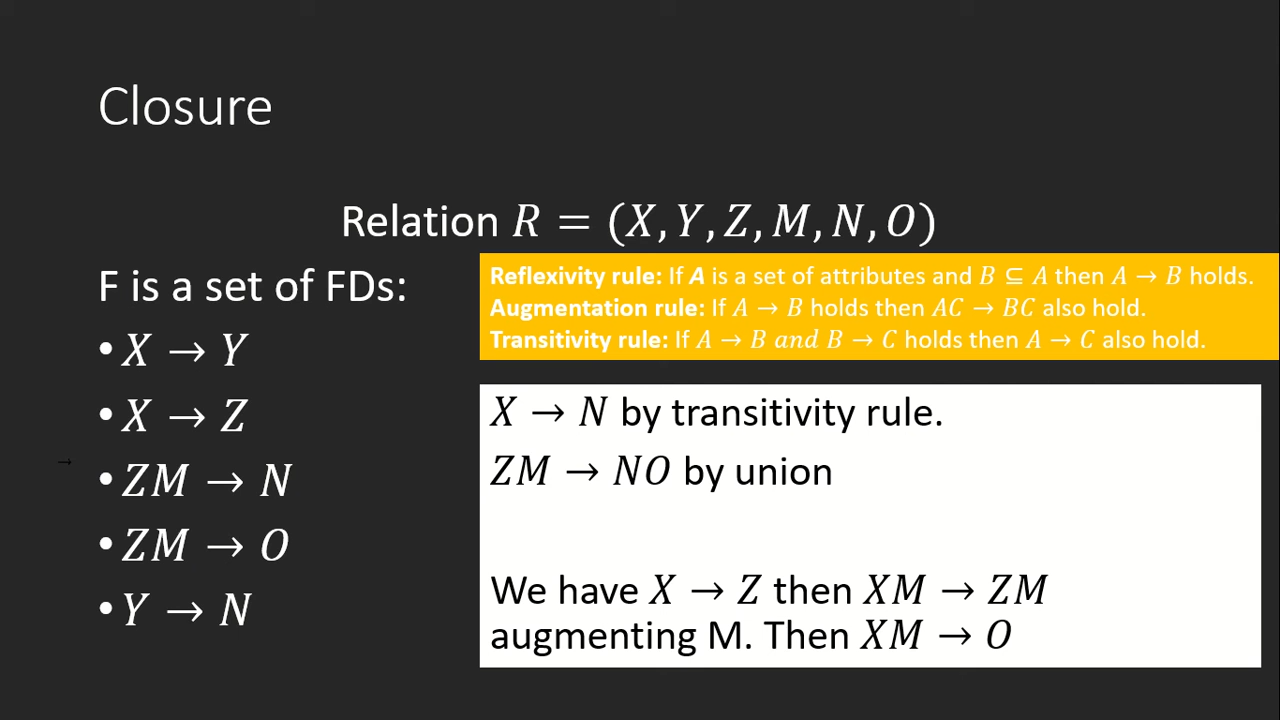 Closure
Relation R = (X, Y, Z, M, N, O)
F is a set of FDs:
• X → Y
• X → Z
• ZM → N
• ZM → O
• Y → N
Reflexivity rule: If A is a set of attributes and B ⊆ A then A → B holds.
Augmentation rule: If A → B holds then AC → BC also hold.
Transitivity rule: If A → B and B → C holds then A → C also hold.
X → N by transitivity rule.
ZM → NO by union
We have X → Z then XM → ZM
augmenting M. Then XM → O
→